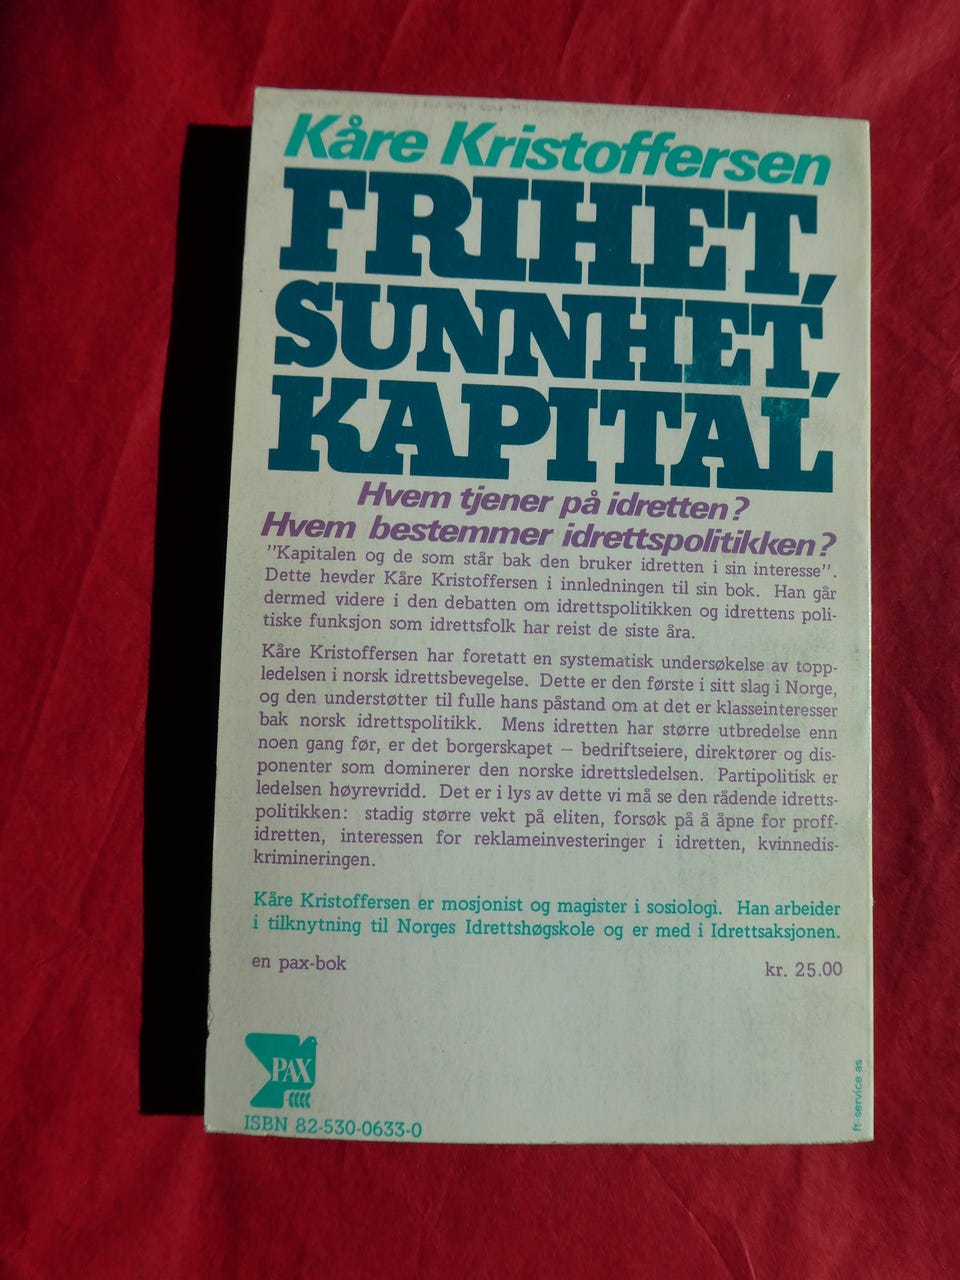 Kåre Kristoffersen
FRIHET,
SUNNHET,
KAPITAL
Hvem tjener på idretten?
Hvem bestemmer idrettspolitikken?
"Kapitalen og de som står bak den bruker idretten i sin interesse".
Dette hevder Kåre Kristoffersen i innledningen til sin bok. Han går
dermed videre i den debatten om idrettspolitikken og idrettens poli-
tiske funksjon som idrettsfolk har reist de siste åra.
Kåre Kristoffersen har foretatt en systematisk undersøkelse av topp-
ledelsen i norsk idrettsbevegelse. Dette er den første i sitt slag i Norge,
og den understøtter til fulle hans påstand om at det er klasseinteresser
bak norsk idrettspolitikk. Mens idretten har større utbredelse enn
noen gang før, er det borgerskapet – bedriftseiere, direktører og dis-
ponenter som dominerer den norske idrettsledelsen. Partipolitisk er
ledelsen høyrevridd. Det er i lys av dette vi må se den rådende idretts-
politikken: stadig større vekt på eliten, forsøk på å åpne for proff-
idretten, interessen for reklameinvesteringer i idretten, kvinnedis-
krimineringen.
Kåre Kristoffersen er mosjonist og magister i sosiologi. Han arbeider
i tilknytning til Norges Idrettshøgskole og er med i Idrettsaksjonen.
en pax-bok
kr. 25.00
PAX
ISBN 82-530-0633-0
ft-service as